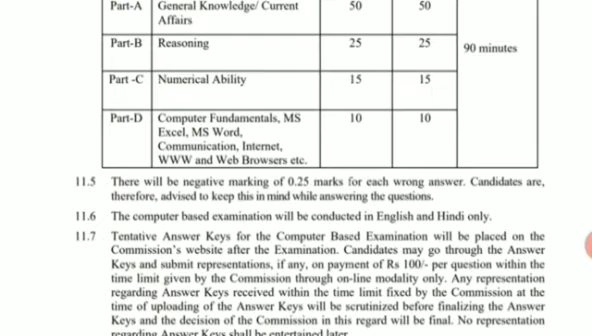 Part-A General Knowledge/ Current 50 50
Affairs
Part-B Reasoning 25 25
90 minutes
Part -C Numerical Ability 15 15
Part-D Computer Fundamentals, MS 10 10
Excel, MS Word,
Communication, Internet,
WWW and Web Browsers etc.
11.5 There will be negative marking of 0.25 marks for each wrong answer. Candidates are,
therefore, advised to keep this in mind while answering the questions.
11.6 The computer based examination will be conducted in English and Hindi only.
11.7 Tentative Answer Keys for the Computer Based Examination will be placed on the
Commission's website after the Examination. Candidates may go through the Answer
Keys and submit representations, if any, on payment of Rs 100/- per question within the
time limit given by the Commission through on-line modality only. Any representation
regarding Answer Keys received within the time limit fixed by the Commission at the
time of uploading of the Answer Keys will be scrutinized before finalizing the Answer
Keys and the decision of the Commission in this regard will be final. No representation
regarding Answer Keys shall be entertained later